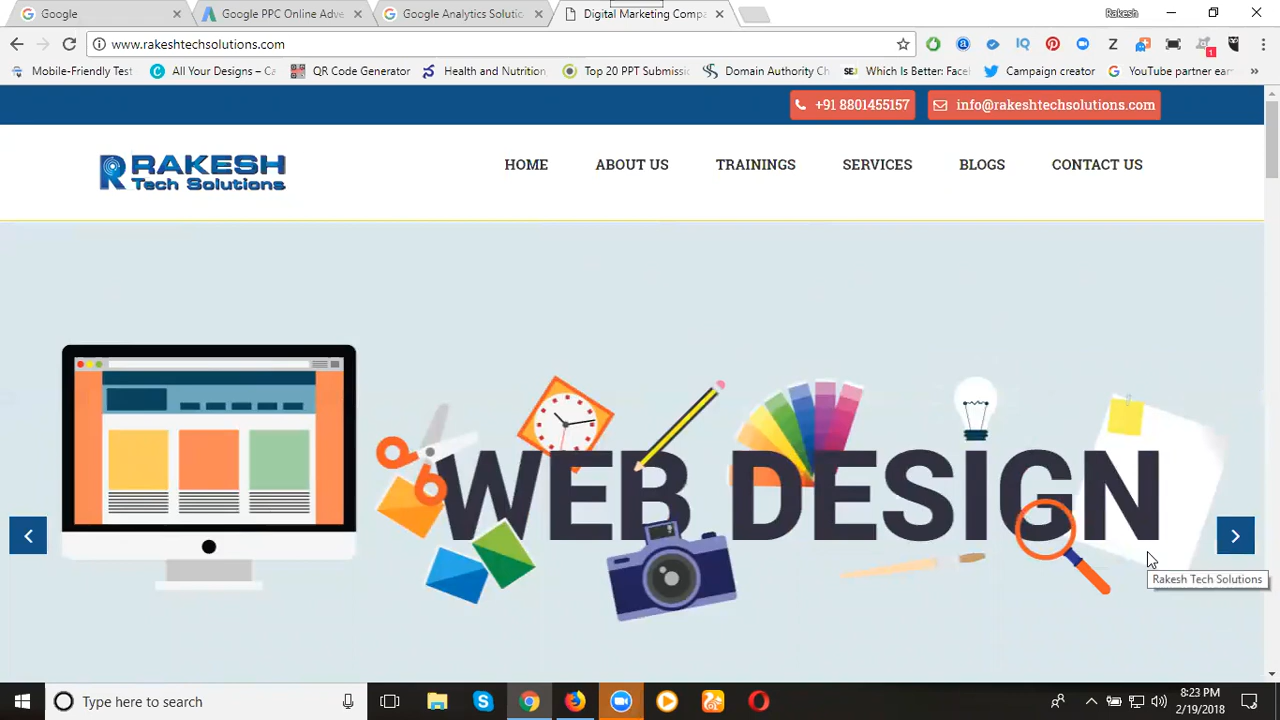 Google
Google PPC Online Adve
Google Analytics Solutio
Digital Marketing Compa
Rakesh
www.rakeshtechsolutions.com
Mobile-Friendly Test
All Your Designs – Ca
QR Code Generator
Health and Nutrition
Top 20 PPT Submissi
Domain Authority Ch
Which Is Better: Face
Campaign creator
YouTube partner ear
+91 8801455157
info@rakeshtechsolutions.com
RAKESH
Tech Solutions
HOME
ABOUT US
TRAININGS
SERVICES
BLOGS
CONTACT US
WEB DESIGN
Rakesh Tech Solutions
Type here to search
8:23 PM
2/19/2018